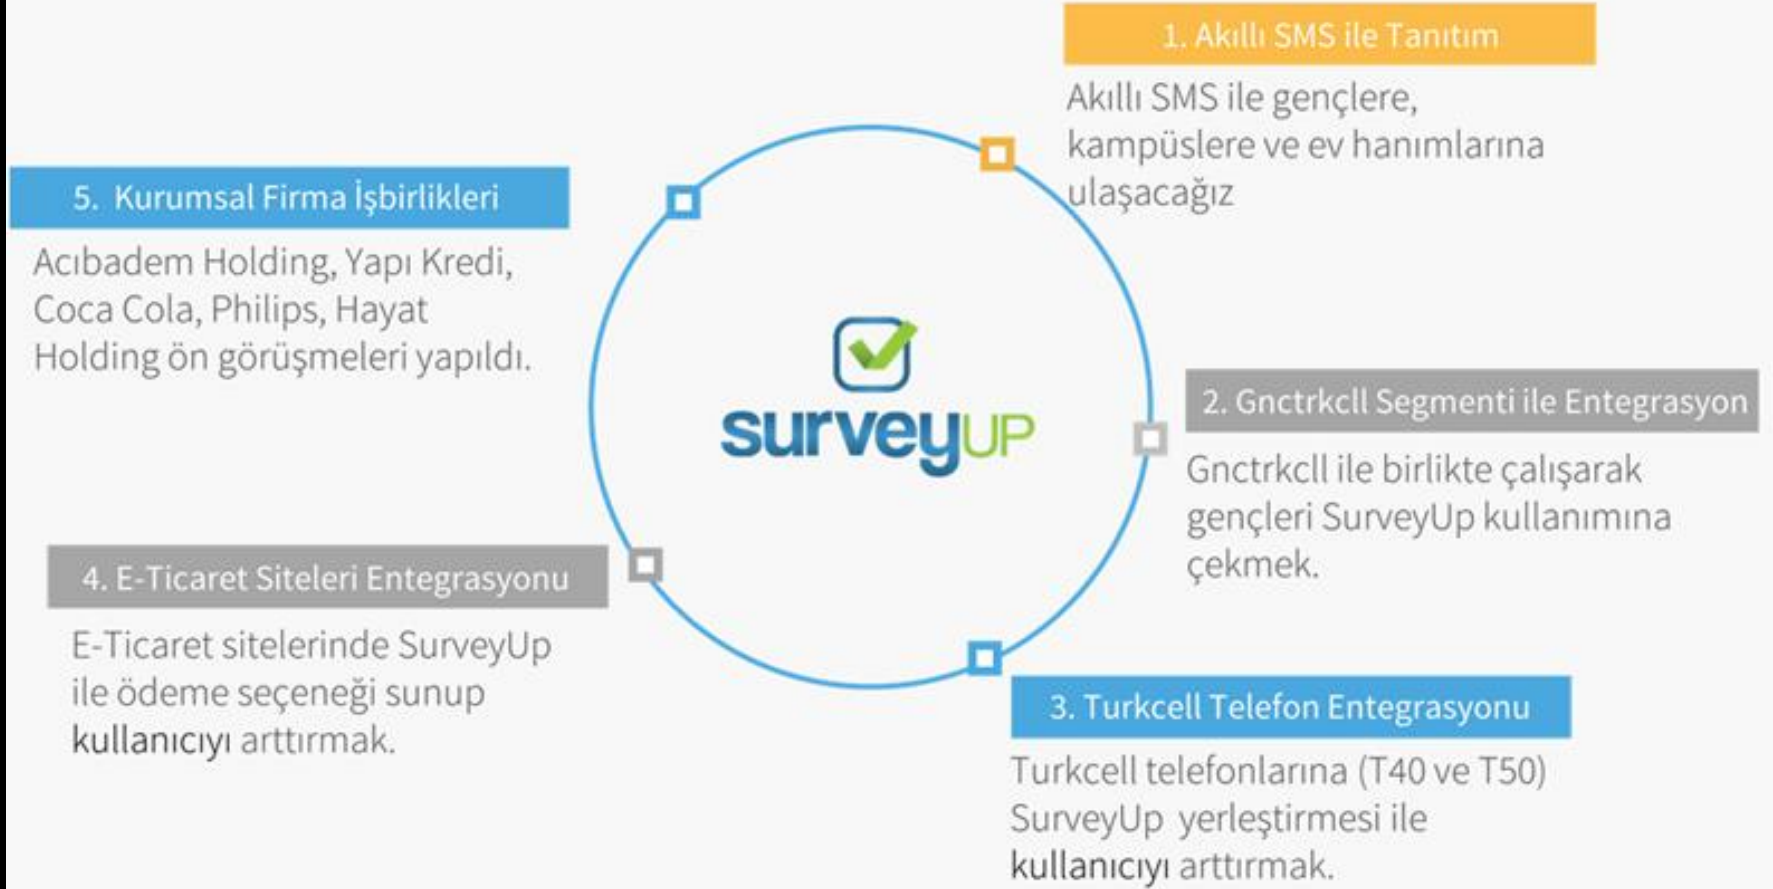 1. Akıllı SMS ile Tanıtım
Akıllı SMS ile gençlere,
kampüslere ve ev hanımlarına
ulaşacağız
2. Gnctrkcll Segmenti ile Entegrasyon
Gnctrkcll ile birlikte çalışarak
gençleri SurveyUp kullanımına
çekmek.
3. Turkcell Telefon Entegrasyonu
Turkcell telefonlarına (T40 ve T50)
SurveyUp yerleştirmesi ile
kullanıcıyı arttırmak.
4. E-Ticaret Siteleri Entegrasyonu
E-Ticaret sitelerinde SurveyUp
ile ödeme seçeneği sunup
kullanıcıyı arttırmak.
5. Kurumsal Firma İşbirlikleri
Acıbadem Holding, Yapı Kredi,
Coca Cola, Philips, Hayat
Holding ön görüşmeleri yapıldı.
surveyUP